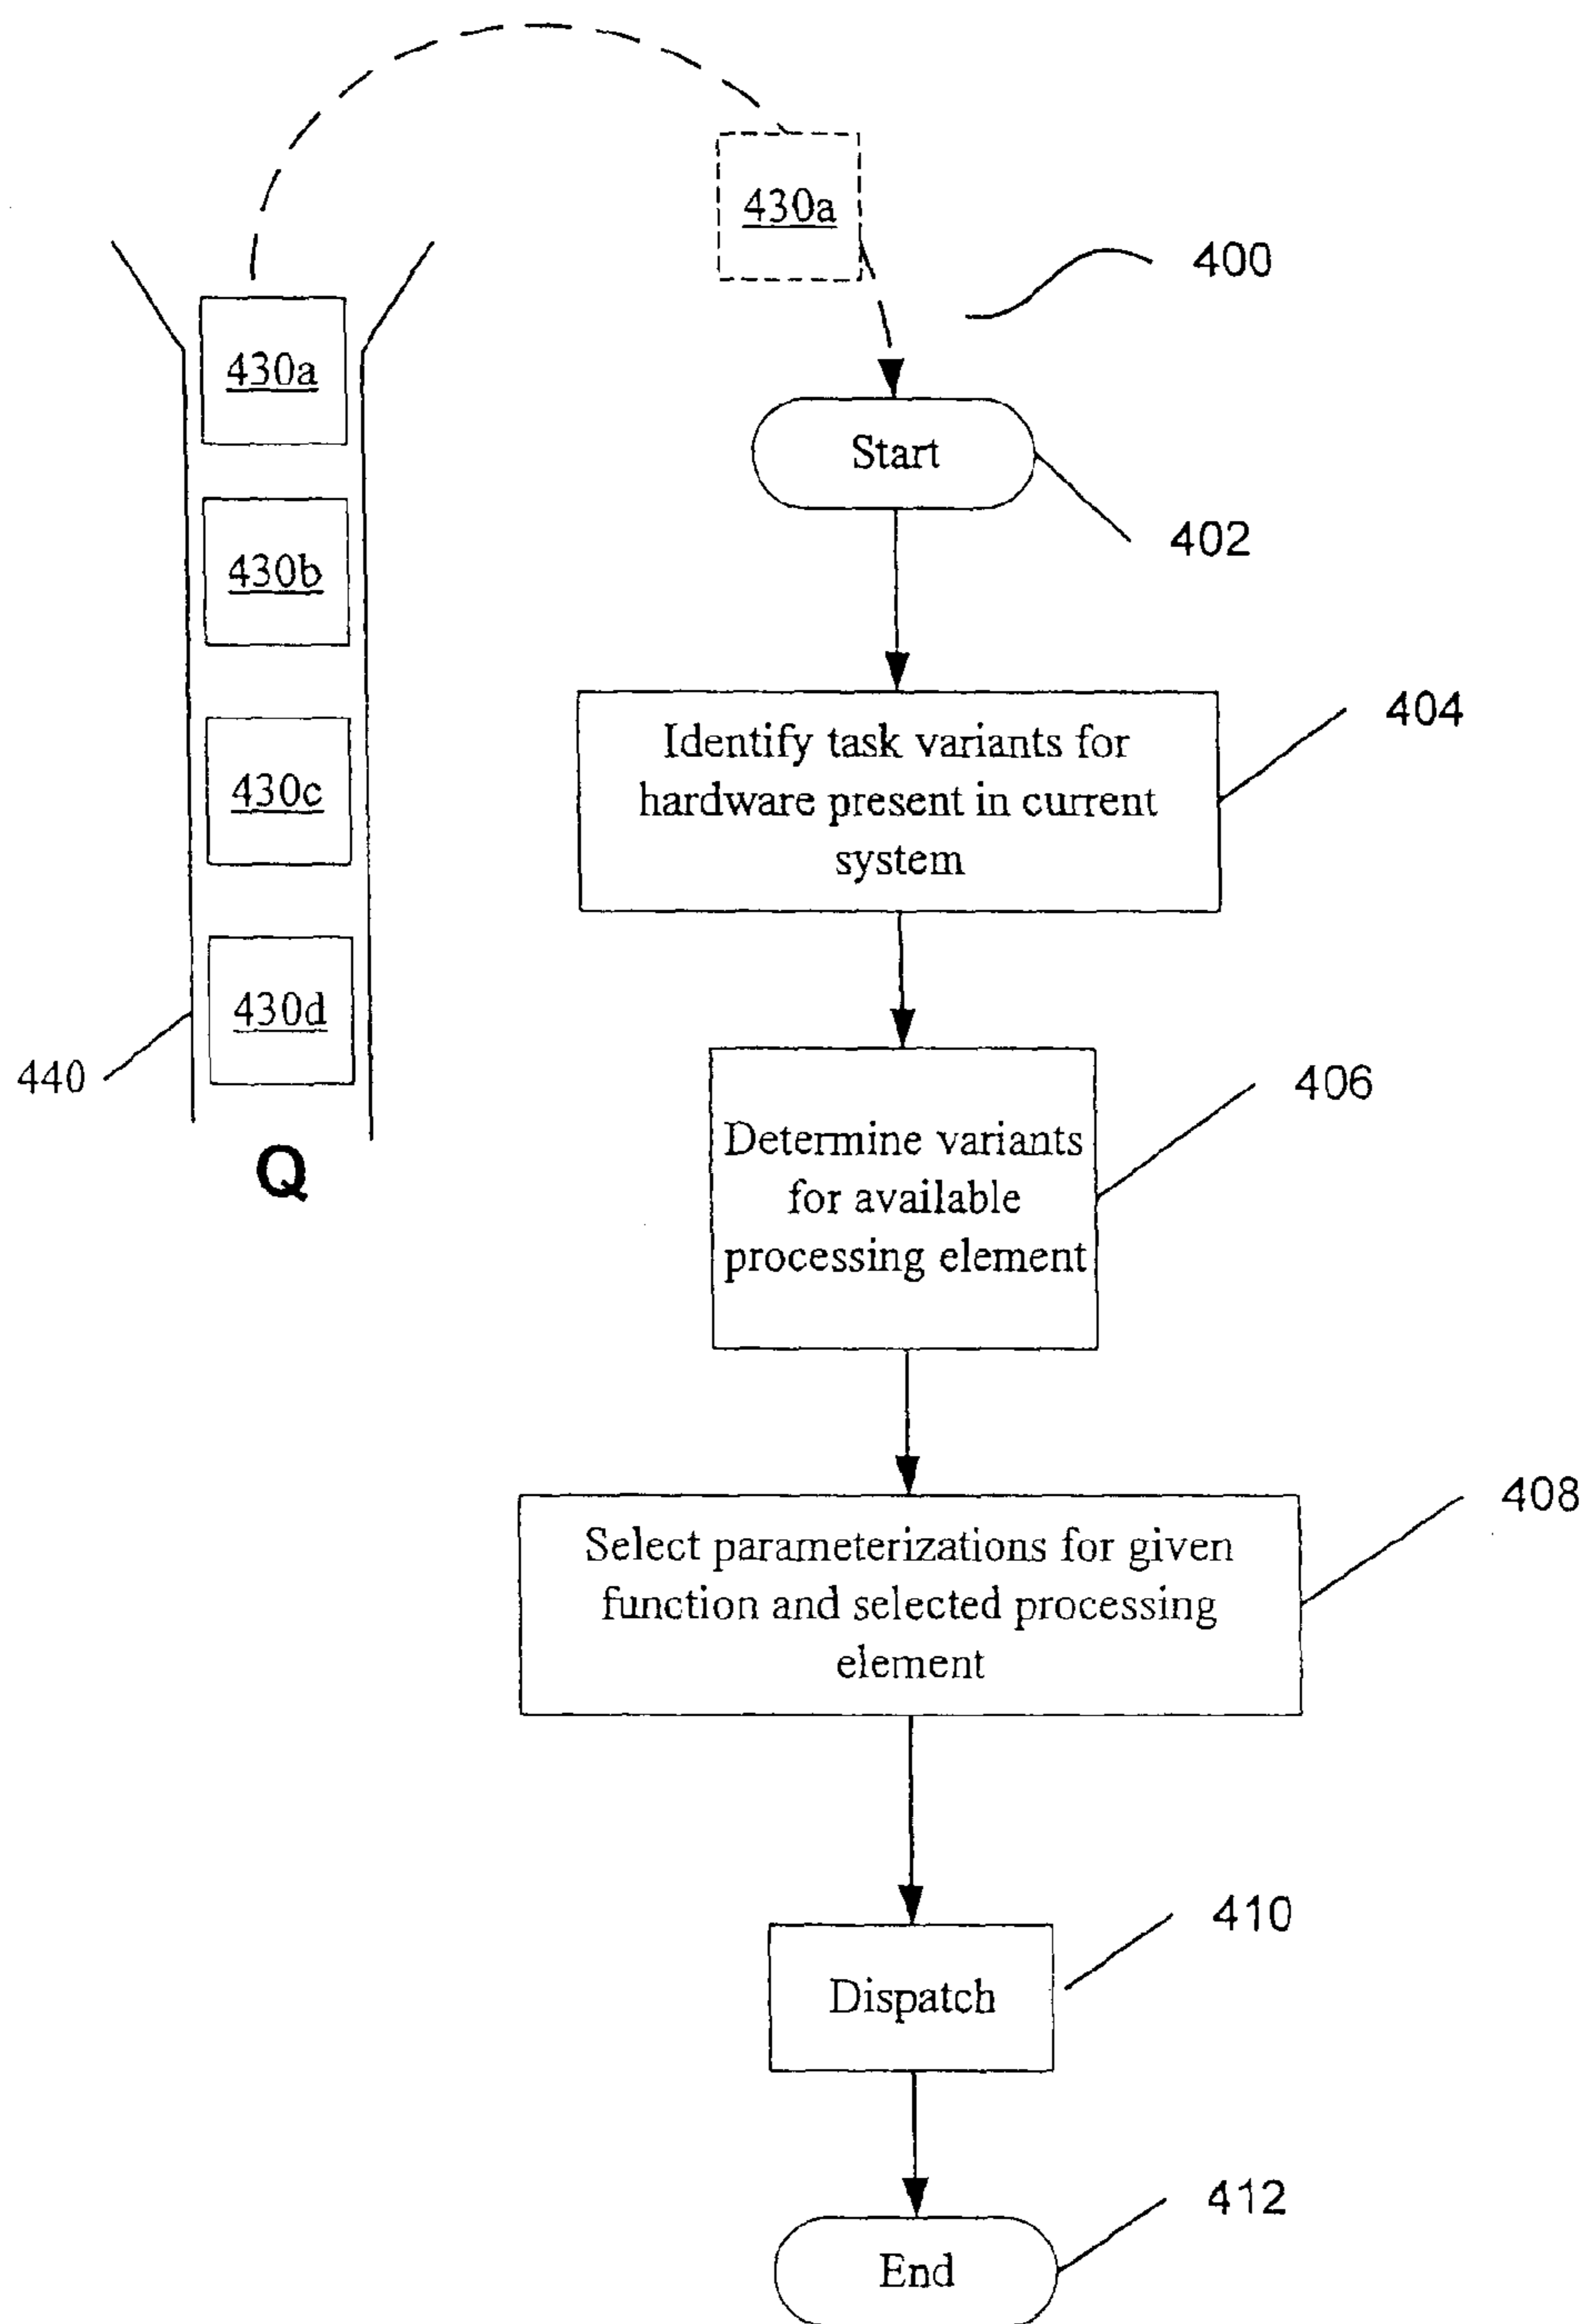 430a
400
430a
Start
402
430b
Identify task variants for
hardware present in current
system
404
430c
430d
440
Q
Determine variants
for available
processing element
406
Select parameterizations for given
function and selected processing
element
408
Dispatch
410
End
412